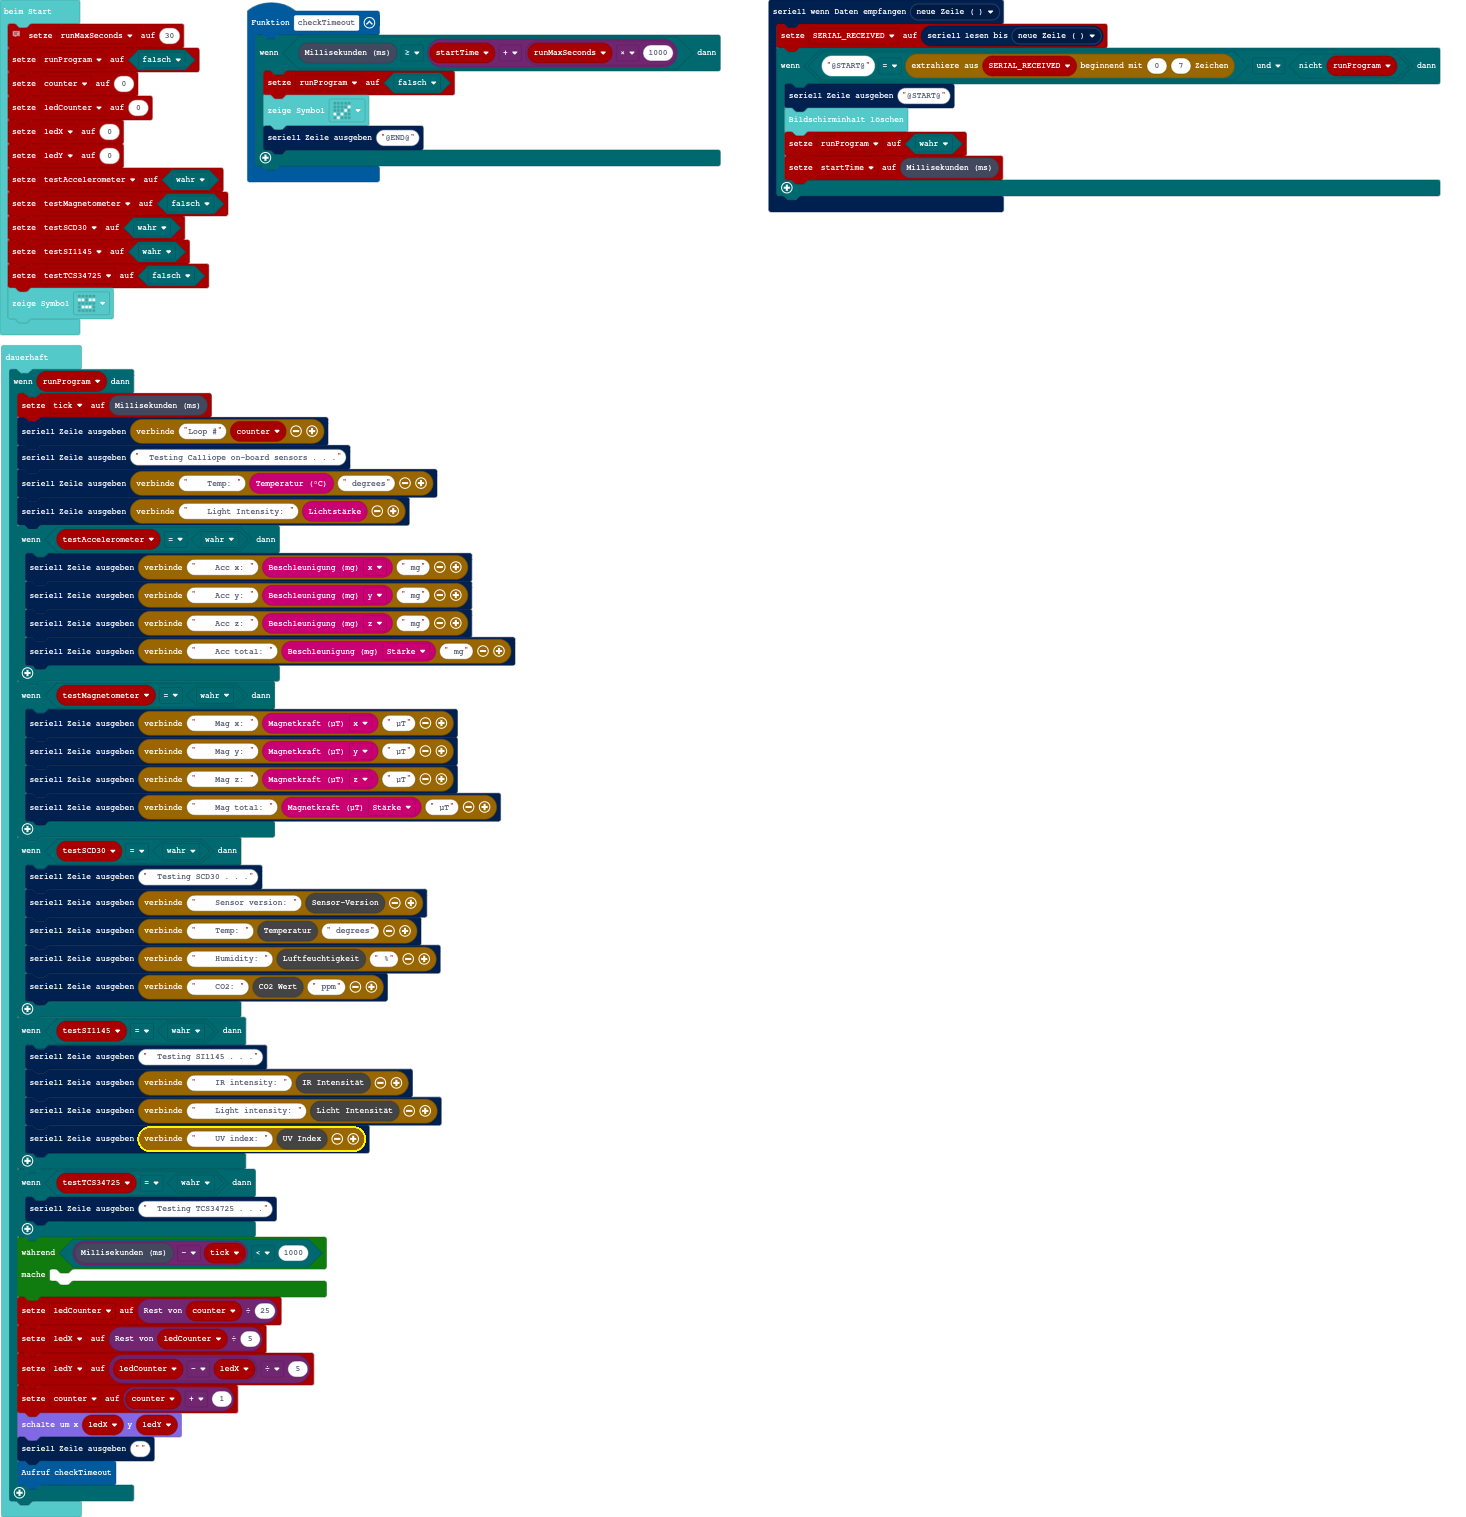 beim Start
setze runMaxSeconds auf 30
setze runProgram auf falsch
setze counter auf 0
setze ledCounter auf 0
setze ledX auf 0
setze ledY auf 0
setze testAccelerometer auf wahr
setze testMagnetometer auf falsch
setze testSCD30 auf wahr
setze testSI1145 auf wahr
setze testTCS34725 auf falsch
zeige Symbol
Funktion checkTimeout
wenn Millisekunden (ms) ≥ startTime + runMaxSeconds × 1000 dann
setze runProgram auf falsch
zeige Symbol
seriell Zeile ausgeben "@END@"
seriell wenn Daten empfangen neue Zeile ( )
setze SERIAL_RECEIVED auf seriell lesen bis neue Zeile ( )
wenn "@START@" = extrahiere aus SERIAL_RECEIVED beginnend mit 0 7 Zeichen und nicht runProgram dann
seriell Zeile ausgeben "@START@"
Bildschirminhalt löschen
setze runProgram auf wahr
setze startTime auf Millisekunden (ms)
dauerhaft
wenn runProgram dann
setze tick auf Millisekunden (ms)
seriell Zeile ausgeben verbinde "Loop #" counter
seriell Zeile ausgeben "  Testing Calliope on-board sensors . . ."
seriell Zeile ausgeben verbinde "    Temp: " Temperatur (°C) " degrees"
seriell Zeile ausgeben verbinde "    Light Intensity: " Lichtstärke
wenn testAccelerometer = wahr dann
seriell Zeile ausgeben verbinde "    Acc x: " Beschleunigung (mg) x " mg"
seriell Zeile ausgeben verbinde "    Acc y: " Beschleunigung (mg) y " mg"
seriell Zeile ausgeben verbinde "    Acc z: " Beschleunigung (mg) z " mg"
seriell Zeile ausgeben verbinde "    Acc total: " Beschleunigung (mg) Stärke " mg"
wenn testMagnetometer = wahr dann
seriell Zeile ausgeben verbinde "    Mag x: " Magnetkraft (µT) x " µT"
seriell Zeile ausgeben verbinde "    Mag y: " Magnetkraft (µT) y " µT"
seriell Zeile ausgeben verbinde "    Mag z: " Magnetkraft (µT) z " µT"
seriell Zeile ausgeben verbinde "    Mag total: " Magnetkraft (µT) Stärke " µT"
wenn testSCD30 = wahr dann
seriell Zeile ausgeben "  Testing SCD30 . . ."
seriell Zeile ausgeben verbinde "    Sensor version: " Sensor-Version
seriell Zeile ausgeben verbinde "    Temp: " Temperatur " degrees"
seriell Zeile ausgeben verbinde "    Humidity: " Luftfeuchtigkeit " %"
seriell Zeile ausgeben verbinde "    CO2: " CO2 Wert " ppm"
wenn testSI1145 = wahr dann
seriell Zeile ausgeben "  Testing SI1145 . . ."
seriell Zeile ausgeben verbinde "    IR intensity: " IR Intensität
seriell Zeile ausgeben verbinde "    Light intensity: " Licht Intensität
seriell Zeile ausgeben verbinde "    UV index: " UV Index
wenn testTCS34725 = wahr dann
seriell Zeile ausgeben "  Testing TCS34725 . . ."
während Millisekunden (ms) - tick < 1000
mache
setze ledCounter auf Rest von counter ÷ 25
setze ledX auf Rest von ledCounter ÷ 5
setze ledY auf ledCounter - ledX ÷ 5
setze counter auf counter + 1
schalte um x ledX y ledY
seriell Zeile ausgeben ""
Aufruf checkTimeout